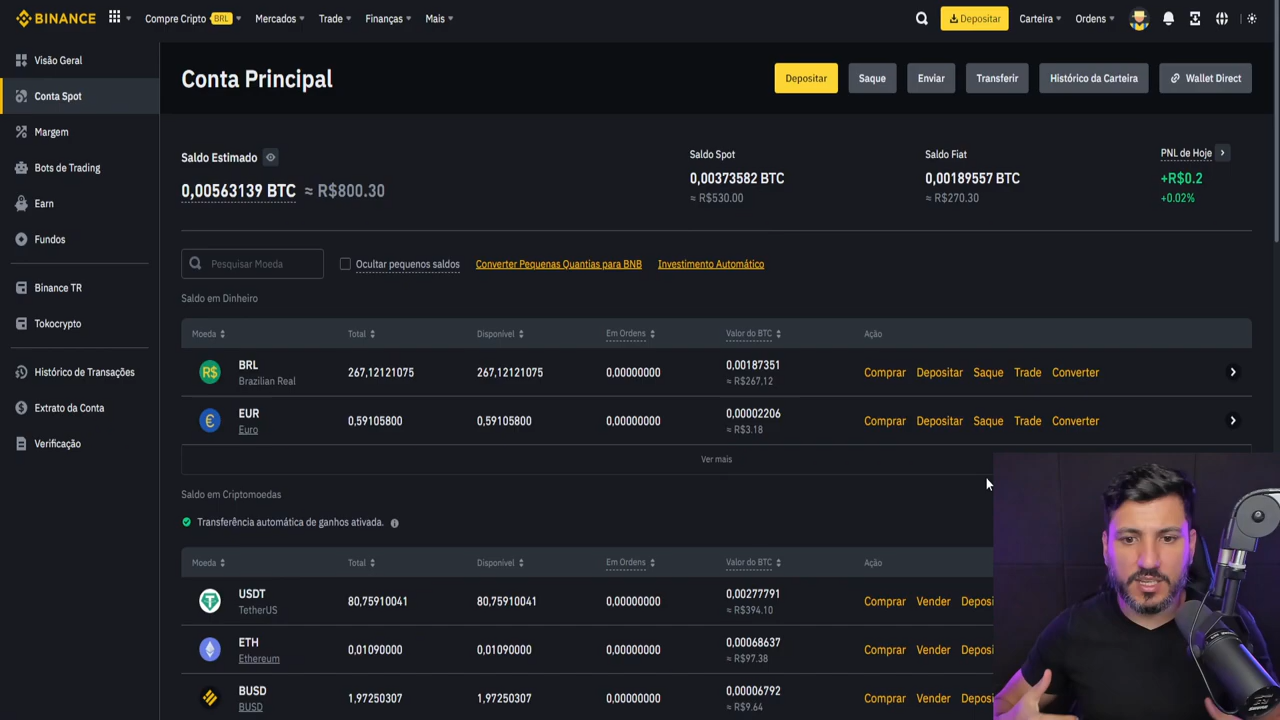 BINANCE
Compre Cripto BRL
Mercados
Trade
Finanças
Mais
Depositar
Carteira
Ordens
Visão Geral
Conta Spot
Margem
Bots de Trading
Earn
Fundos
Binance TR
Tokocrypto
Histórico de Transações
Extrato da Conta
Verificação
Conta Principal
Depositar
Saque
Enviar
Transferir
Histórico da Carteira
Wallet Direct
Saldo Estimado
0,00563139 BTC ≈ R$800.30
Saldo Spot
0,00373582 BTC
≈ R$530.00
Saldo Fiat
0,00189557 BTC
≈ R$270.30
PNL de Hoje
+R$0.2
+0.02%
Pesquisar Moeda
Ocultar pequenos saldos
Converter Pequenas Quantias para BNB
Investimento Automático
Saldo em Dinheiro
Moeda Total Disponível Em Ordens Valor do BTC Ação
R$ BRL 267,12121075 267,12121075 0,00000000 0,00187351 Comprar Depositar Saque Trade Converter
Brazilian Real ≈ R$267.12
€ EUR 0,59105800 0,59105800 0,00000000 0,00002206 Comprar Depositar Saque Trade Converter
Euro ≈ R$3.18
Ver mais
Saldo em Criptomoedas
Transferência automática de ganhos ativada.
Moeda Total Disponível Em Ordens Valor do BTC Ação
USDT 80,75910041 80,75910041 0,00000000 0,00277791 Comprar Vender Deposi
TetherUS ≈ R$394.10
ETH 0,01090000 0,01090000 0,00000000 0,00068637 Comprar Vender Deposi
Ethereum ≈ R$97.38
BUSD 1,97250307 1,97250307 0,00000000 0,00006792 Comprar Vender Deposi
BUSD ≈ R$9.64